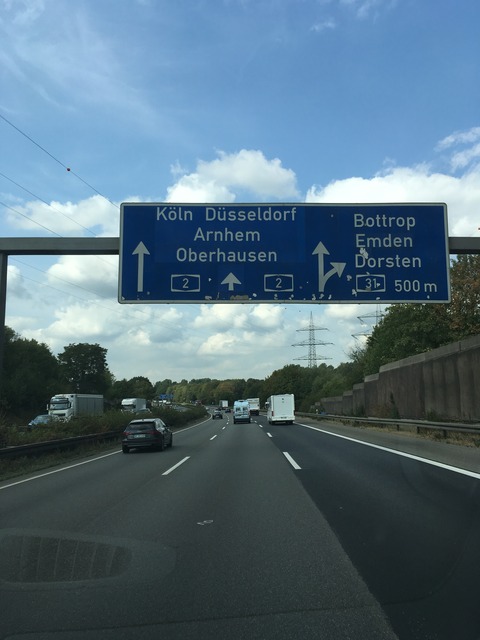 Köln Düsseldorf
Arnhem
Oberhausen
2
2
Bottrop
Emden
Dorsten
31
500 m